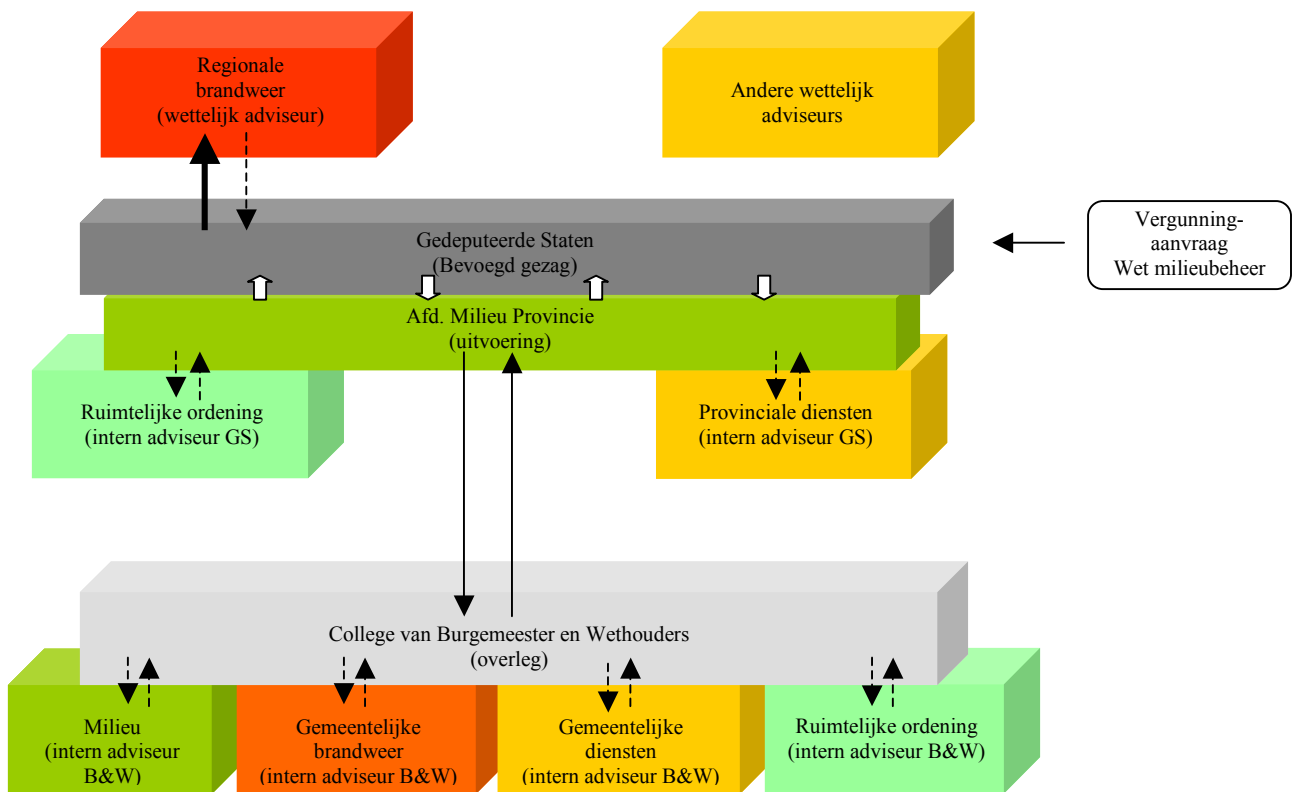 Regionale
brandweer
(wettelijk adviseur)
Andere wettelijk
adviseurs
Gedeputeerde Staten
(Bevoegd gezag)
Vergunning-
aanvraag
Wet milieubeheer
Afd. Milieu Provincie
(uitvoering)
Ruimtelijke ordening
(intern adviseur GS)
Provinciale diensten
(intern adviseur GS)
College van Burgemeester en Wethouders
(overleg)
Milieu
(intern adviseur
B&W)
Gemeentelijke
brandweer
(intern adviseur B&W)
Gemeentelijke
diensten
(intern adviseur B&W)
Ruimtelijke ordening
(intern adviseur B&W)